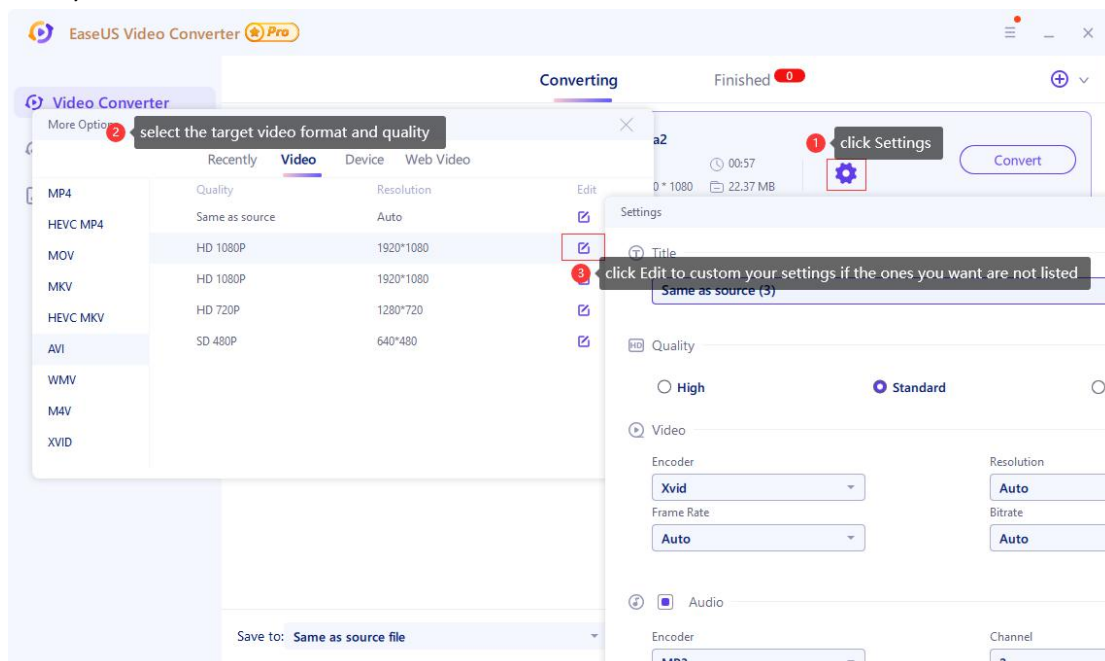 EaseUS Video Converter Pro
Converting
Finished 0
Video Converter
More Option
2 select the target video format and quality
Recently Video Device Web Video
Quality Resolution Edit
Same as source Auto
HD 1080P 1920*1080
HD 1080P 1920*1080
HD 720P 1280*720
SD 480P 640*480
MP4
HEVC MP4
MOV
MKV
HEVC MKV
AVI
WMV
M4V
XVID
a2
1 click Settings
00:57
0 * 1080 22.37 MB
Convert
Settings
Title
3 click Edit to custom your settings if the ones you want are not listed
Same as source (3)
HD Quality
High Standard
Video
Encoder Resolution
Xvid Auto
Frame Rate Bitrate
Auto Auto
Audio
Encoder Channel
Save to: Same as source file